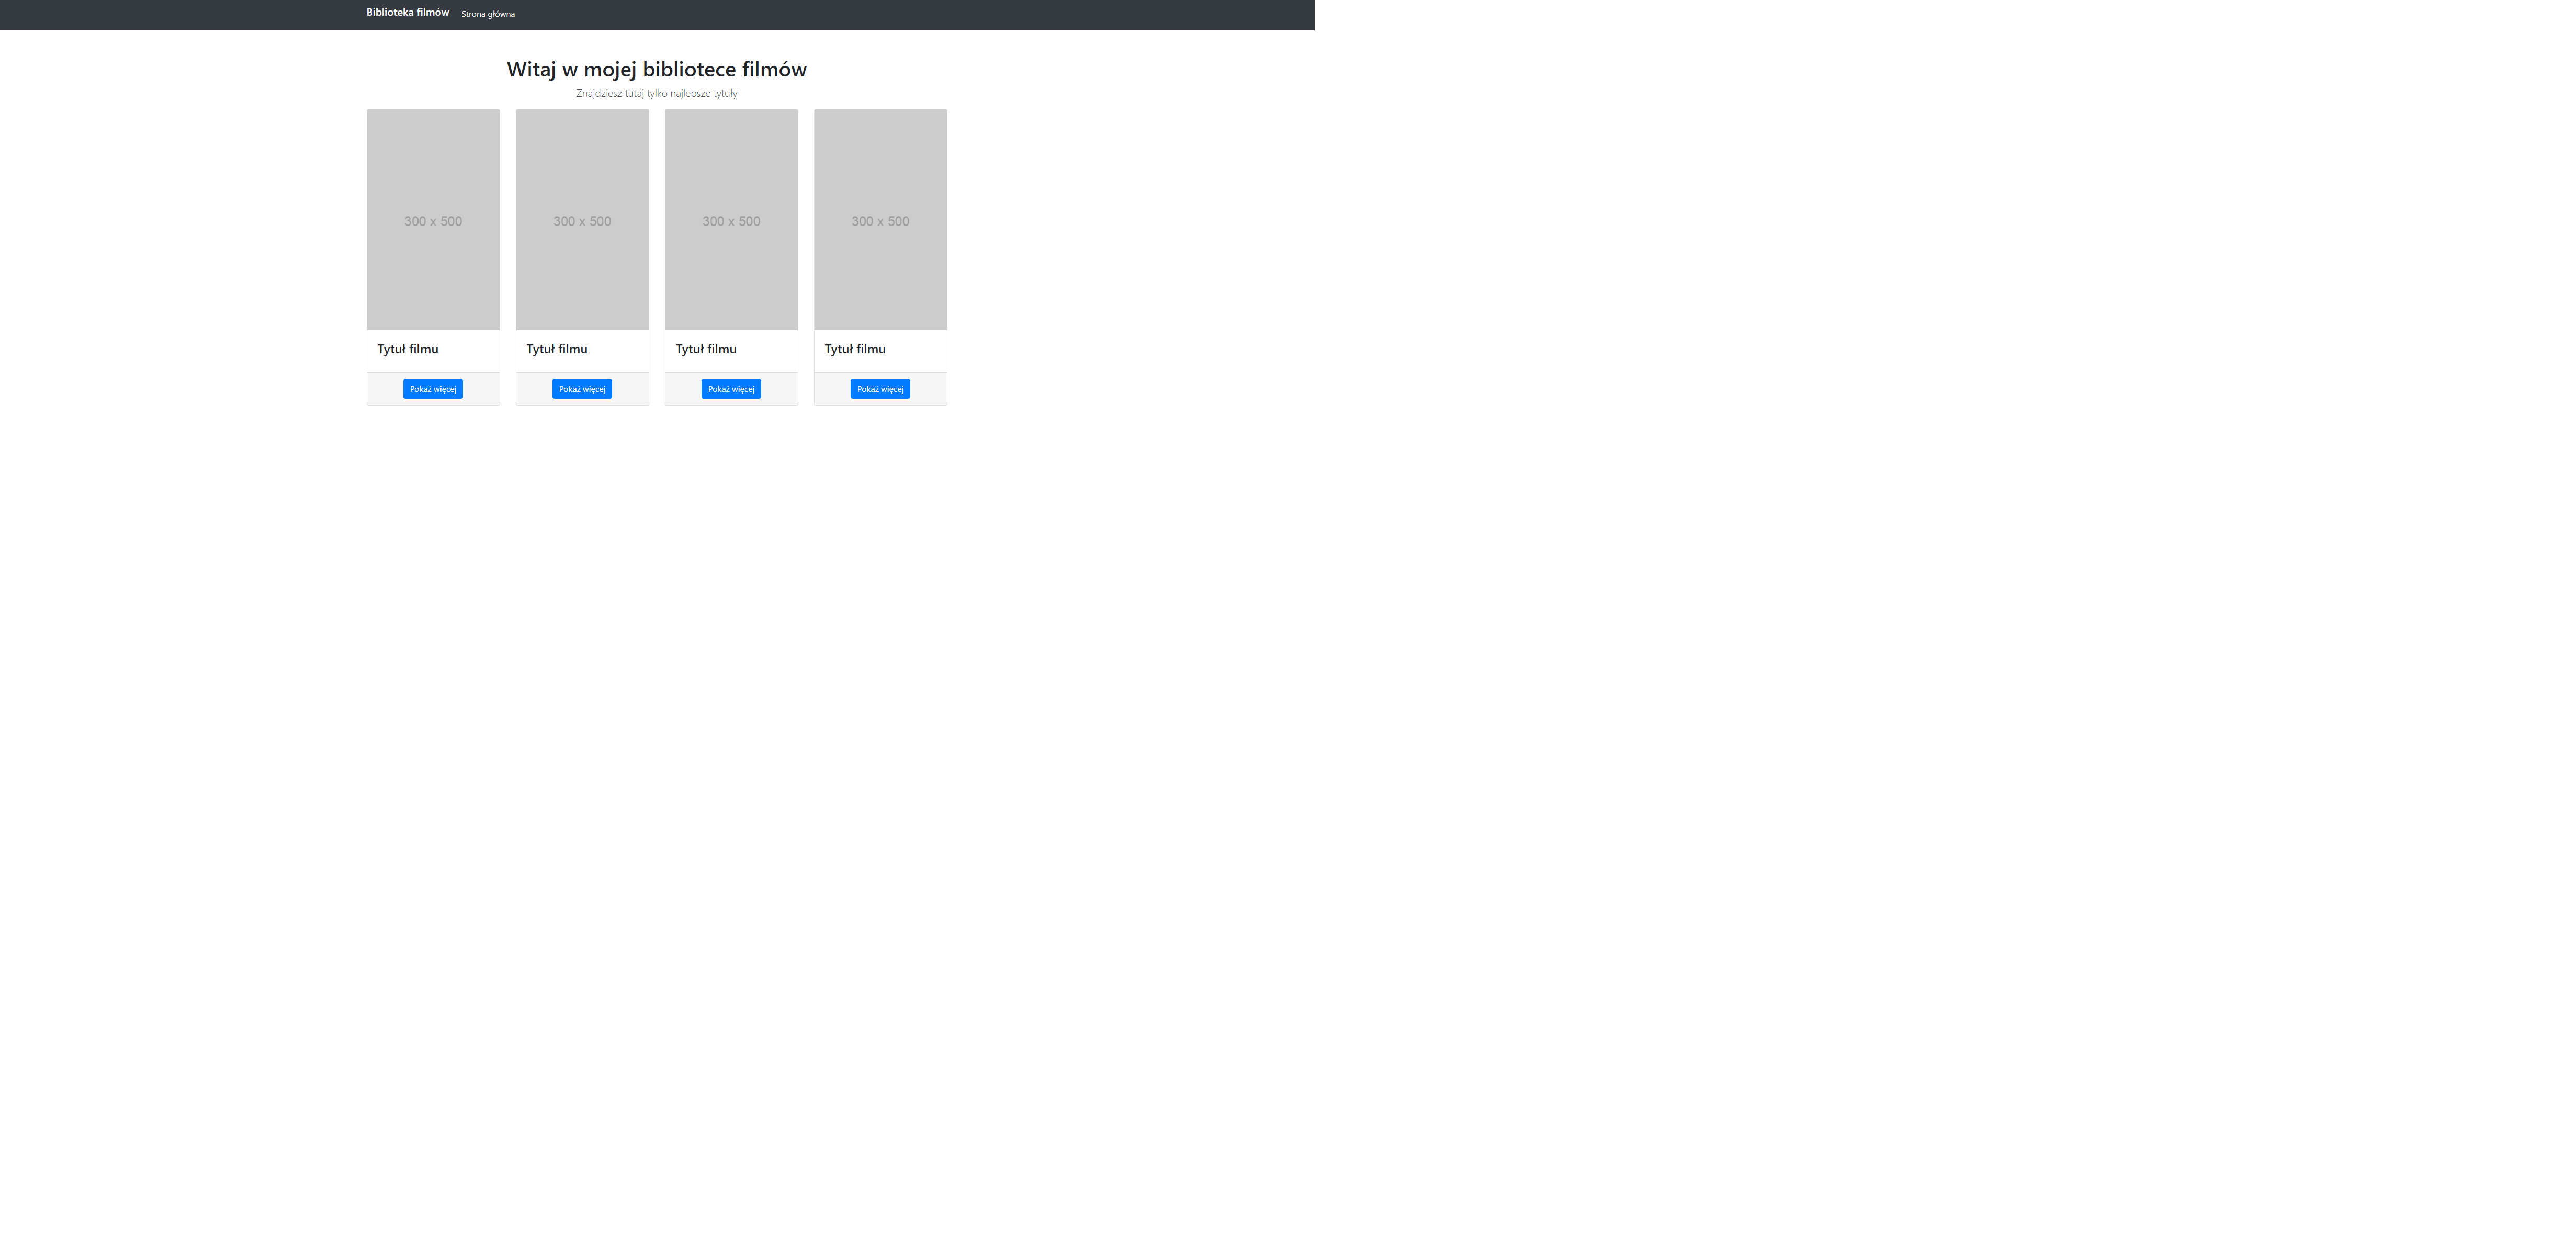 Biblioteka filmów Strona główna
Witaj w mojej bibliotece filmów
Znajdziesz tutaj tylko najlepsze tytuły
300 x 500 300 x 500 300 x 500 300 x 500
Tytuł filmu Tytuł filmu Tytuł filmu Tytuł filmu
Pokaż więcej Pokaż więcej Pokaż więcej Pokaż więcej